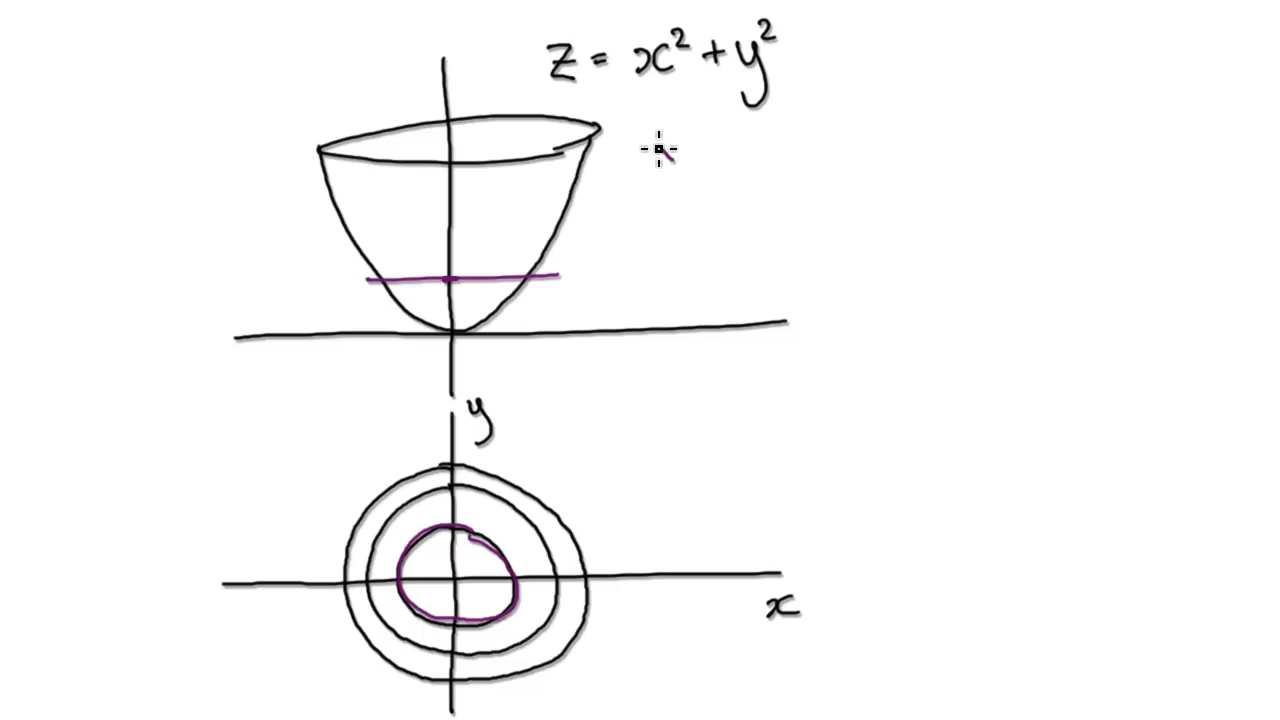 z = x² + y²
y
x